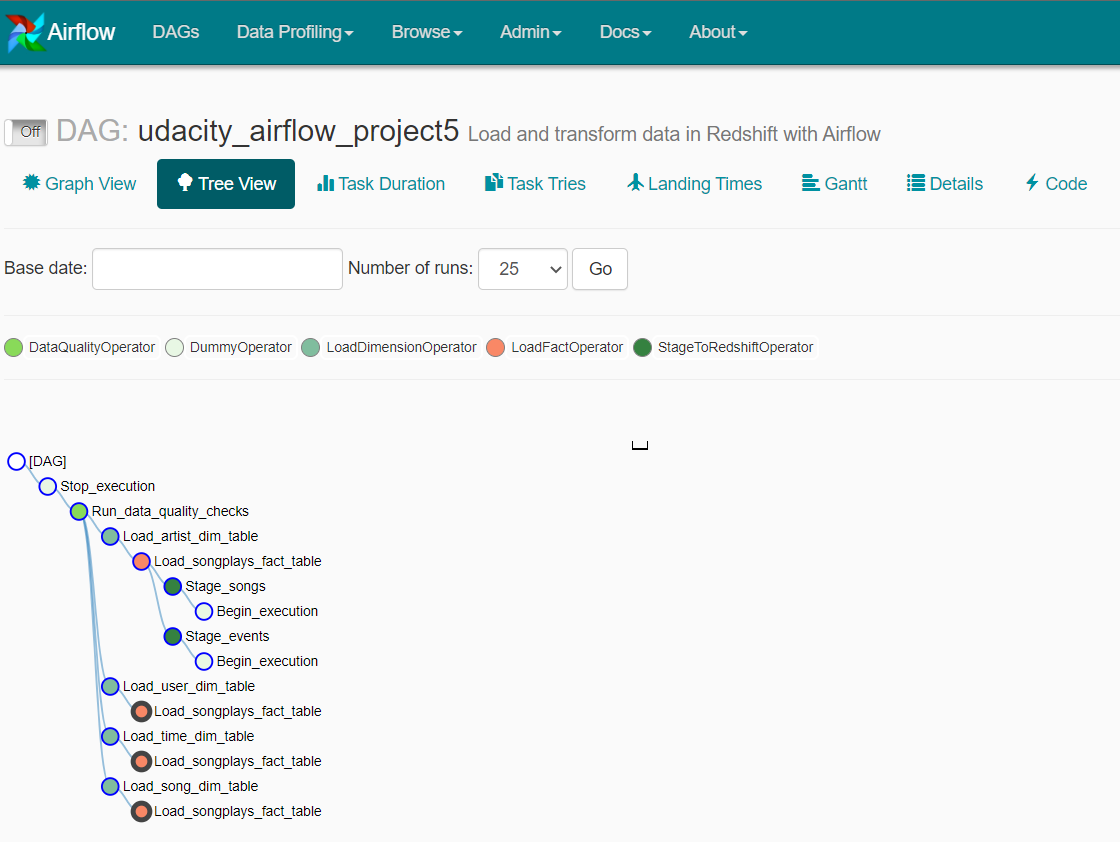 Airflow DAGs Data Profiling Browse Admin Docs About
Off DAG: udacity_airflow_project5 Load and transform data in Redshift with Airflow
Graph View Tree View Task Duration Task Tries Landing Times Gantt Details Code
Base date: Number of runs: 25 Go
DataQualityOperator DummyOperator LoadDimensionOperator LoadFactOperator StageToRedshiftOperator
[DAG]
Stop_execution
Run_data_quality_checks
Load_artist_dim_table
Load_songplays_fact_table
Stage_songs
Begin_execution
Stage_events
Begin_execution
Load_user_dim_table
Load_songplays_fact_table
Load_time_dim_table
Load_songplays_fact_table
Load_song_dim_table
Load_songplays_fact_table